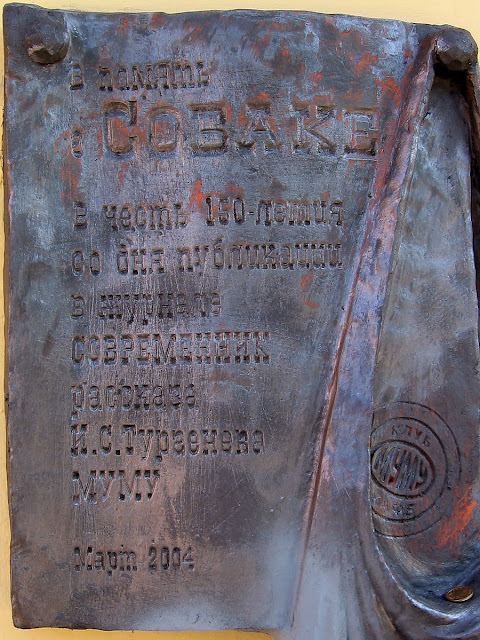 В память
о СОБАКЕ
в честь 150-летия
со дня публикации
в журнале
СОВРЕМЕННИК
рассказа
И.С.Тургенева
МУМУ
Март 2004
КЛУБ
МУМУ